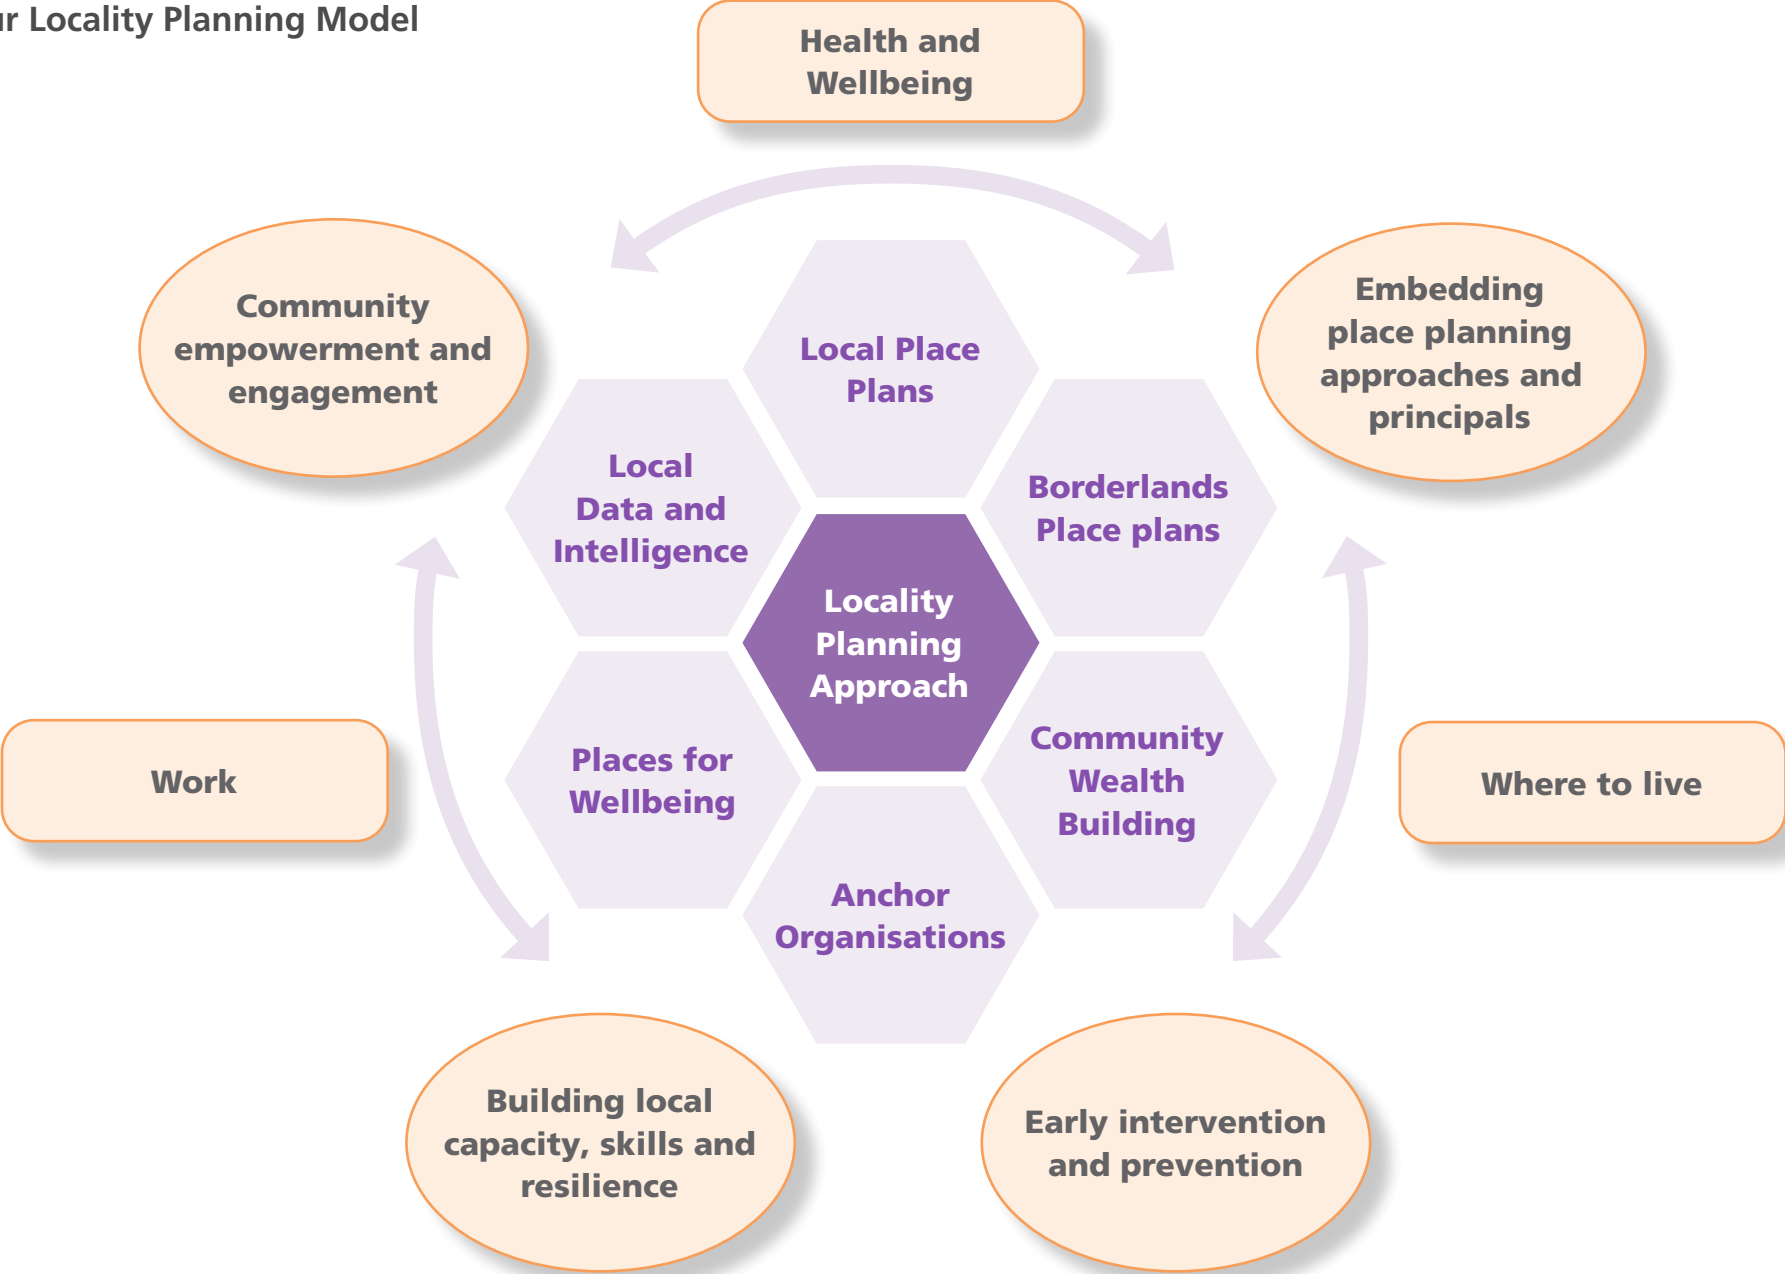 r Locality Planning Model
Health and
Wellbeing
Community
empowerment and
engagement
Embedding
place planning
approaches and
principals
Local Place
Plans
Local
Data and
Intelligence
Borderlands
Place plans
Locality
Planning
Approach
Places for
Wellbeing
Community
Wealth
Building
Anchor
Organisations
Work
Where to live
Building local
capacity, skills and
resilience
Early intervention
and prevention